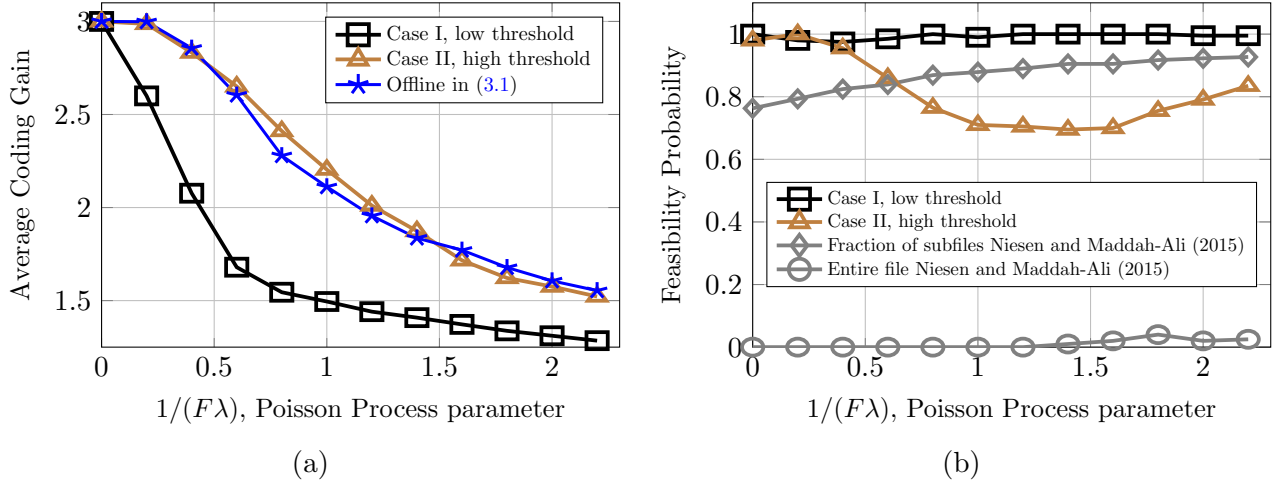 3
2.5
2
1.5
0
0.5
1
1.5
2
Average Coding Gain
1/(Fλ), Poisson Process parameter
Case I, low threshold
Case II, high threshold
Offline in (3.1)
(a)
1
0.8
0.6
0.4
0.2
0
0
0.5
1
1.5
2
Feasibility Probability
1/(Fλ), Poisson Process parameter
Case I, low threshold
Case II, high threshold
Fraction of subfiles Niesen and Maddah-Ali (2015)
Entire file Niesen and Maddah-Ali (2015)
(b)